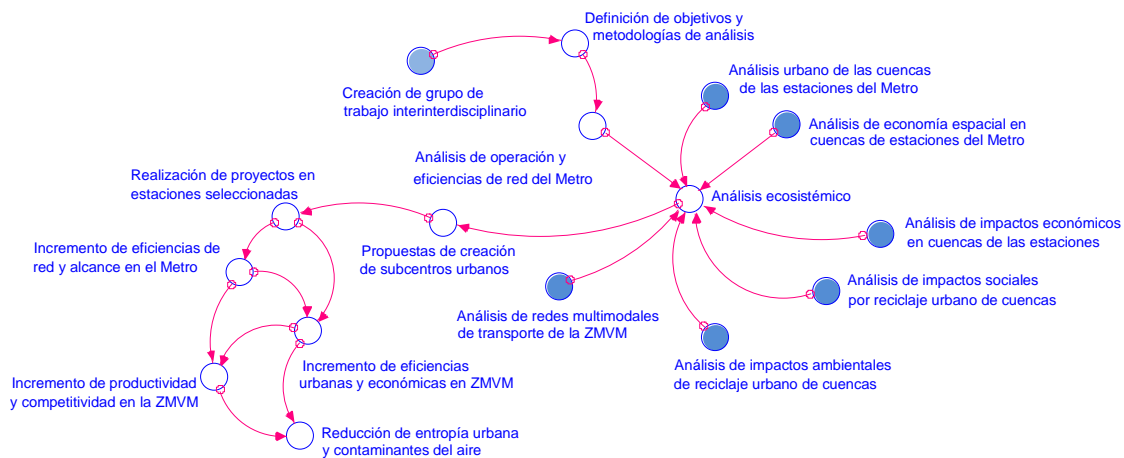 Definición de objetivos y
metodologías de análisis
Creación de grupo de
trabajo interinterdisciplinario
Análisis urbano de las cuencas
de las estaciones del Metro
Análisis de economía espacial en
cuencas de estaciones del Metro
Análisis de operación y
eficiencias de red del Metro
Realización de proyectos en
estaciones seleccionadas
Análisis ecosistémico
Análisis de impactos económicos
en cuencas de las estaciones
Incremento de eficiencias de
red y alcance en el Metro
Propuestas de creación
de subcentros urbanos
Análisis de impactos sociales
por reciclaje urbano de cuencas
Análisis de redes multimodales
de transporte de la ZMVM
Análisis de impactos ambientales
de reciclaje urbano de cuencas
Incremento de eficiencias
urbanas y económicas en ZMVM
Incremento de productividad
y competitividad en la ZMVM
Reducción de entropía urbana
y contaminantes del aire